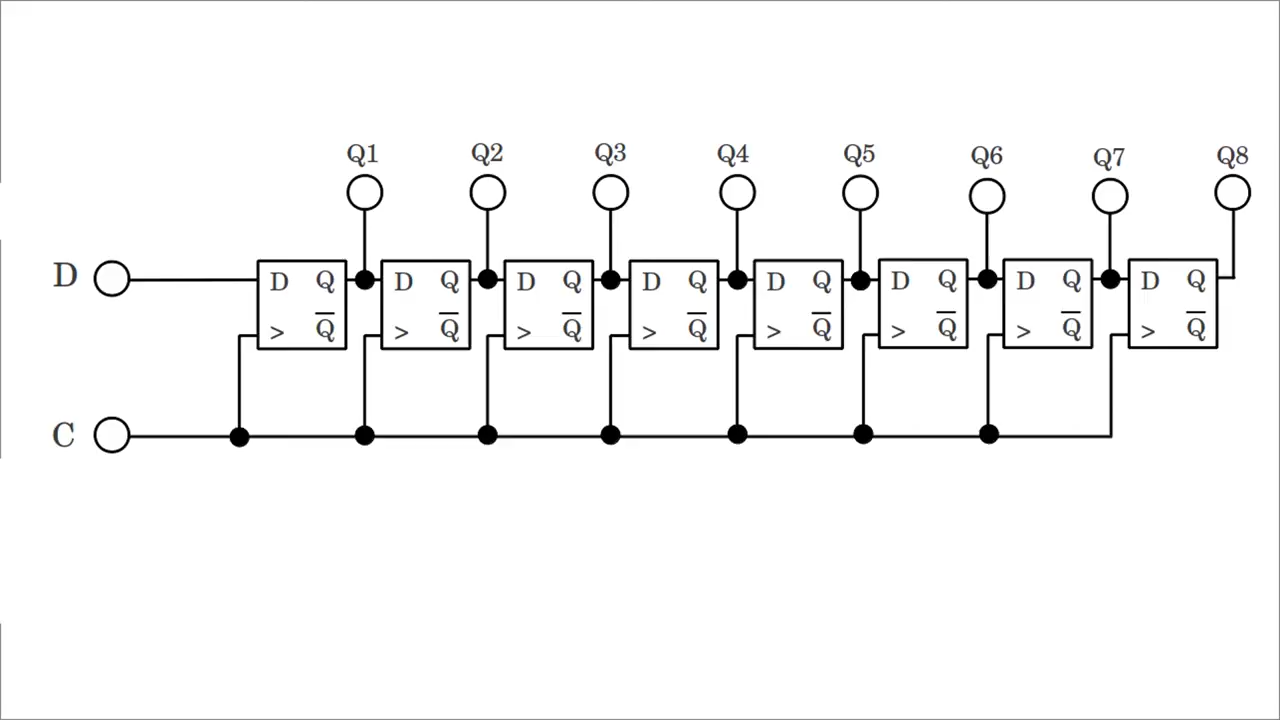 Q1 Q2 Q3 Q4 Q5 Q6 Q7 Q8
D
D Q D Q D Q D Q D Q D Q D Q D Q
> Q̅ > Q̅ > Q̅ > Q̅ > Q̅ > Q̅ > Q̅ > Q̅
C